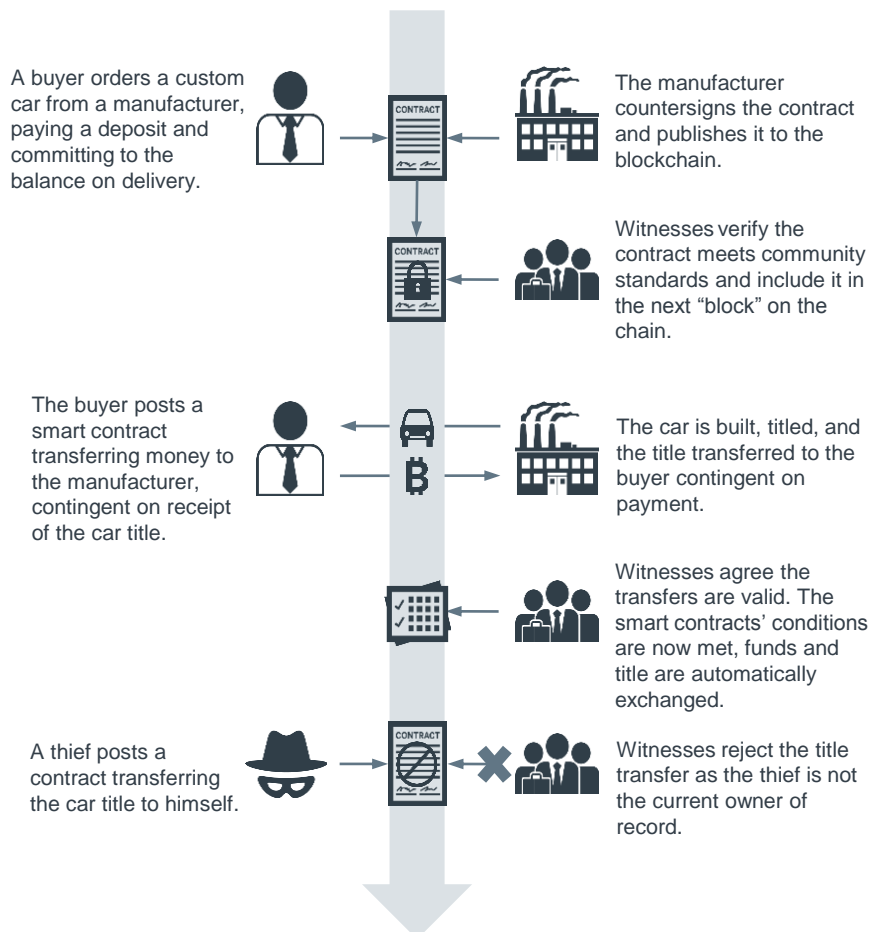 A buyer orders a custom
car from a manufacturer,
paying a deposit and
committing to the
balance on delivery.
CONTRACT
The manufacturer
countersigns the contract
and publishes it to the
blockchain.
CONTRACT
Witnesses verify the
contract meets community
standards and include it in
the next “block” on the
chain.
The buyer posts a
smart contract
transferring money to
the manufacturer,
contingent on receipt
of the car title.
The car is built, titled, and
the title transferred to the
buyer contingent on
payment.
Witnesses agree the
transfers are valid. The
smart contracts’ conditions
are now met, funds and
title are automatically
exchanged.
A thief posts a
contract transferring
the car title to himself.
CONTRACT
Witnesses reject the title
transfer as the thief is not
the current owner of
record.